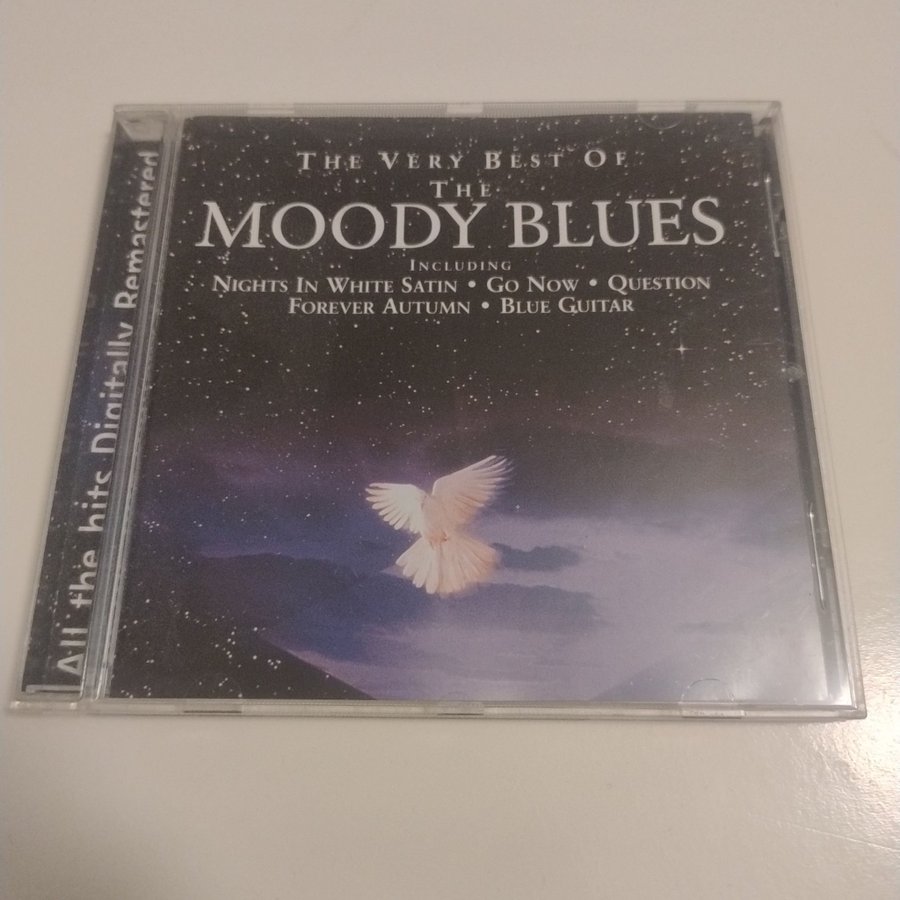 THE VERY BEST OF
THE
MOODY BLUES
INCLUDING
NIGHTS IN WHITE SATIN • GO NOW • QUESTION
FOREVER AUTUMN • BLUE GUITAR
All the hits Digitally Remastered